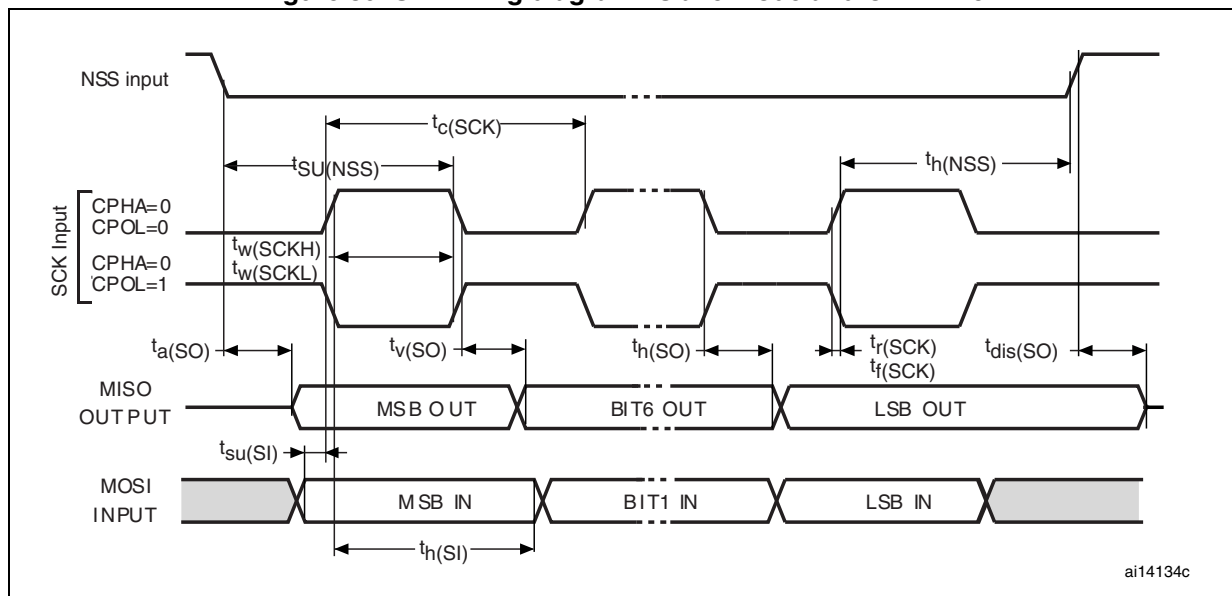 NSS input
tc(SCK)
tSU(NSS)
th(NSS)
SCK Input
CPHA=0
CPOL=0
tw(SCKH)
CPHA=0
tw(SCKL)
CPOL=1
ta(SO)
tv(SO)
th(SO)
tr(SCK)
tf(SCK)
tdis(SO)
MISO
OUTPUT
MSB OUT
BIT6 OUT
LSB OUT
tsu(SI)
MOSI
INPUT
MSB IN
BIT1 IN
LSB IN
th(SI)
ai14134c